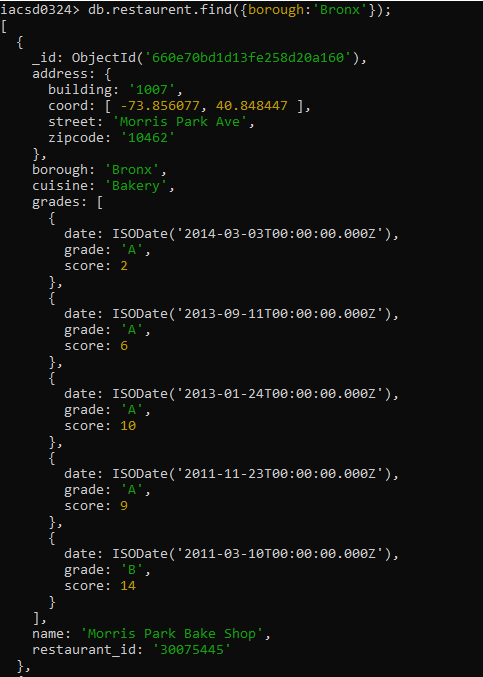 iacsd0324> db.restaurent.find({borough:'Bronx'});
[
  {
    _id: ObjectId('660e70bd1d13fe258d20a160'),
    address: {
      building: '1007',
      coord: [ -73.856077, 40.848447 ],
      street: 'Morris Park Ave',
      zipcode: '10462'
    },
    borough: 'Bronx',
    cuisine: 'Bakery',
    grades: [
      {
        date: ISODate('2014-03-03T00:00:00.000Z'),
        grade: 'A',
        score: 2
      },
      {
        date: ISODate('2013-09-11T00:00:00.000Z'),
        grade: 'A',
        score: 6
      },
      {
        date: ISODate('2013-01-24T00:00:00.000Z'),
        grade: 'A',
        score: 10
      },
      {
        date: ISODate('2011-11-23T00:00:00.000Z'),
        grade: 'A',
        score: 9
      },
      {
        date: ISODate('2011-03-10T00:00:00.000Z'),
        grade: 'B',
        score: 14
      }
    ],
    name: 'Morris Park Bake Shop',
    restaurant_id: '30075445'
  },